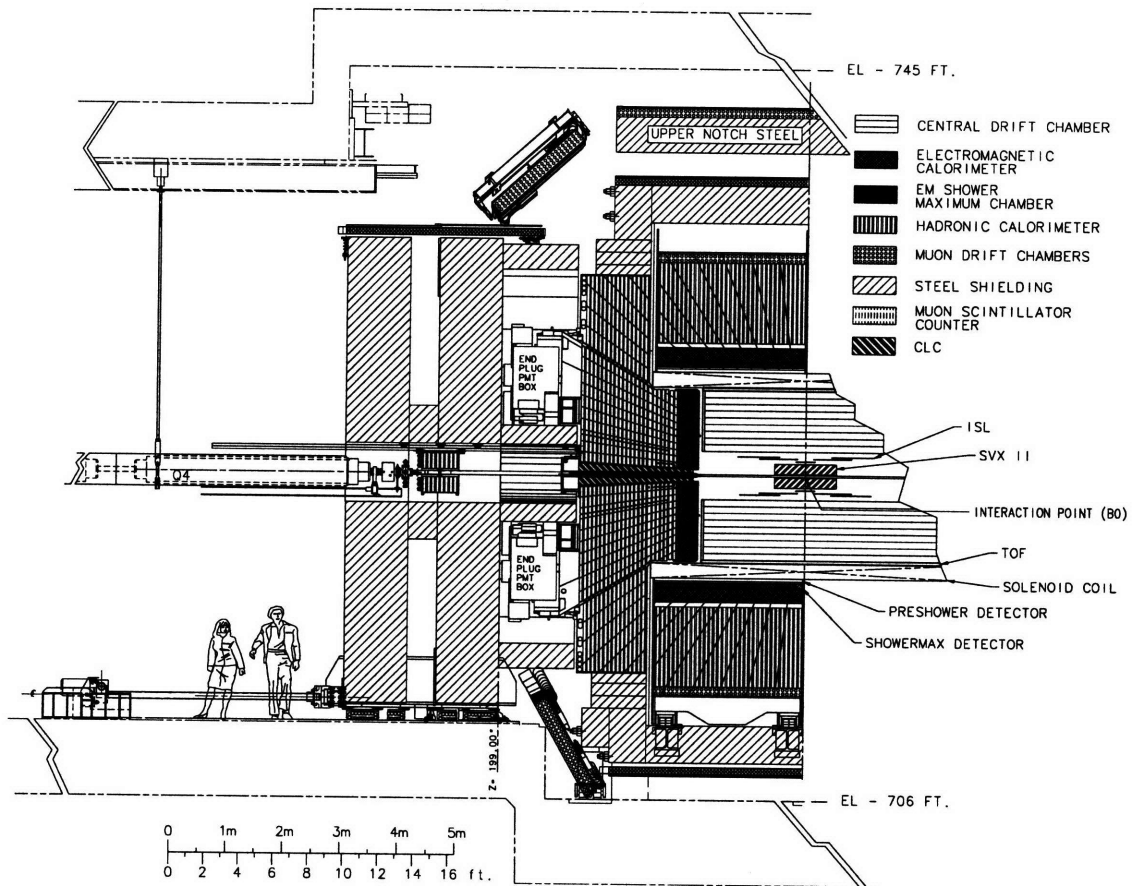 EL - 745 FT.
UPPER NOTCH STEEL
CENTRAL DRIFT CHAMBER
ELECTROMAGNETIC
CALORIMETER
EM SHOWER
MAXIMUM CHAMBER
HADRONIC CALORIMETER
MUON DRIFT CHAMBERS
STEEL SHIELDING
MUON SCINTILLATOR
COUNTER
CLC
END
PLUG
PMT
BOX
ISL
SVX II
Q4
INTERACTION POINT (B0)
END
PLUG
PMT
BOX
TOF
SOLENOID COIL
PRESHOWER DETECTOR
SHOWERMAX DETECTOR
Z= 199.00"
EL - 706 FT.
0 1m 2m 3m 4m 5m
0 2 4 6 8 10 12 14 16 ft.